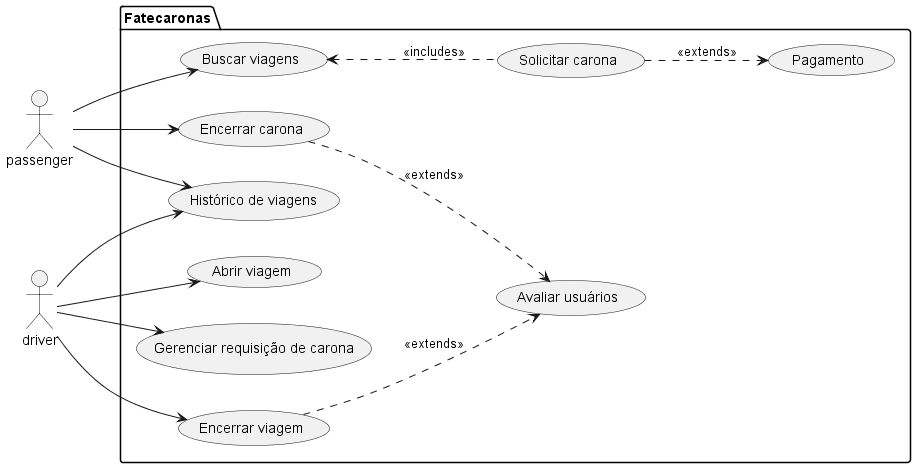 Fatecaronas
Buscar viagens
«includes»
Solicitar carona
«extends»
Pagamento
passenger
Encerrar carona
«extends»
Histórico de viagens
Abrir viagem
driver
Avaliar usuários
Gerenciar requisição de carona
«extends»
Encerrar viagem